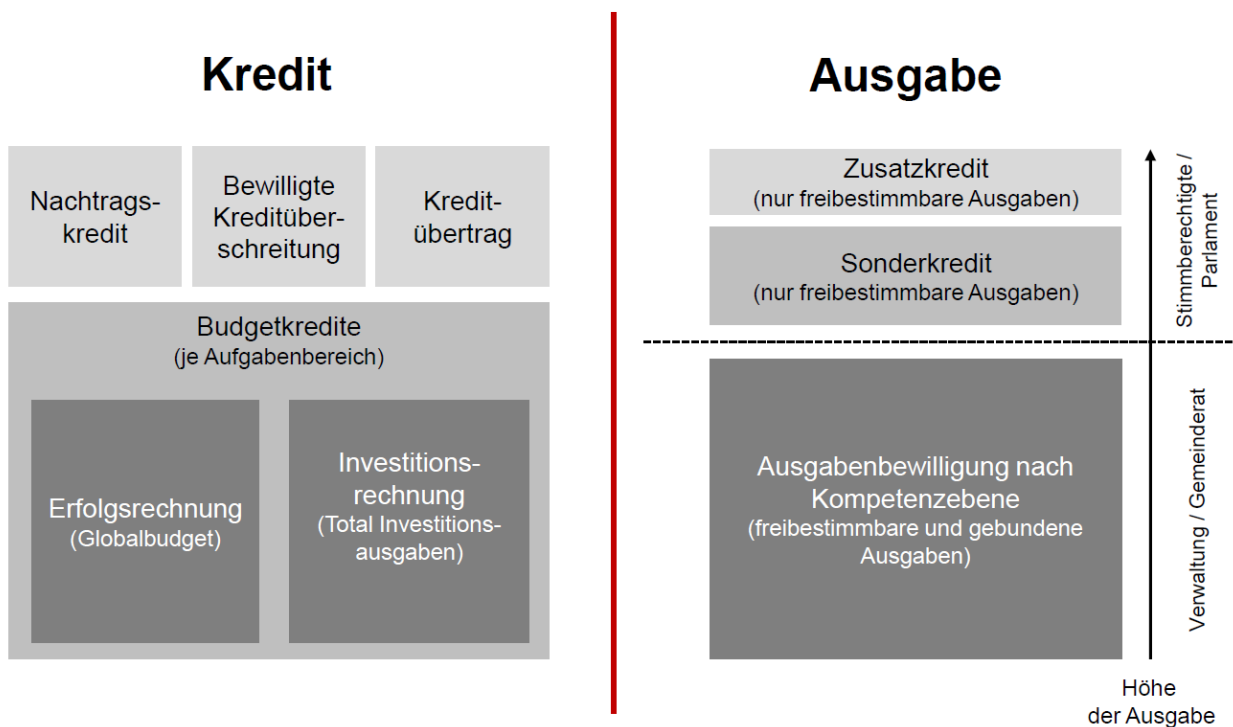 Kredit
Nachtrags-
kredit
Bewilligte
Kreditüber-
schreitung
Kredit-
übertrag
Budgetkredite
(je Aufgabenbereich)
Erfolgsrechnung
(Globalbudget)
Investitions-
rechnung
(Total Investitions-
ausgaben)
Ausgabe
Zusatzkredit
(nur freibestimmbare Ausgaben)
Sonderkredit
(nur freibestimmbare Ausgaben)
Ausgabenbewilligung nach
Kompetenzebene
(freibestimmbare und gebundene
Ausgaben)
Stimmberechtigte /
Parlament
Verwaltung / Gemeinderat
Höhe
der Ausgabe